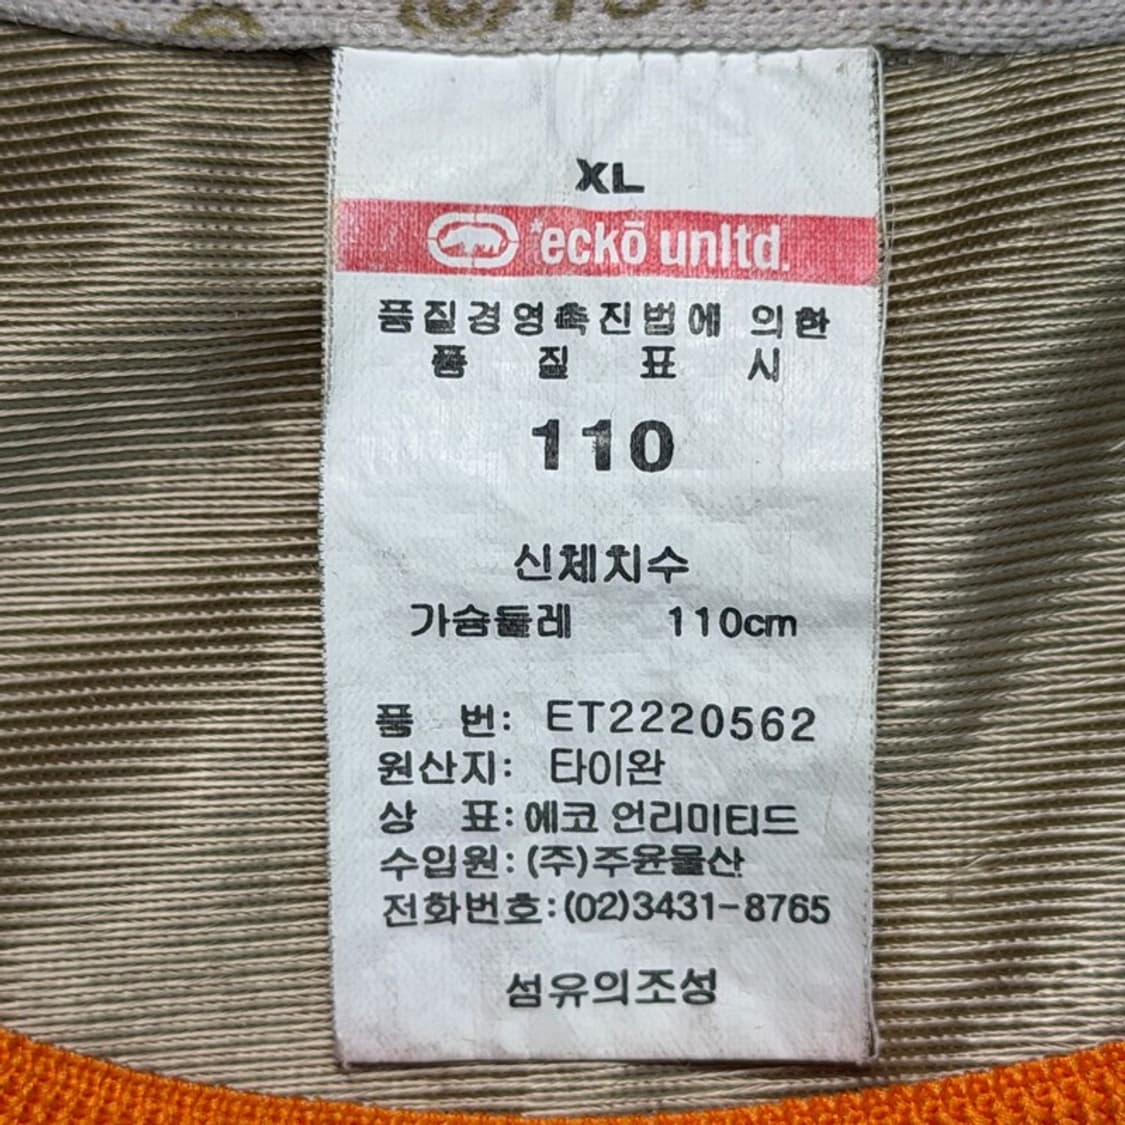 XL
*eckō unltd.
품질경영촉진법에 의한
품 질 표 시
110
신체치수
가슴둘레 110cm
품 번: ET2220562
원산지: 타이완
상 표: 에코 언리미티드
수입원: (주)주윤물산
전화번호: (02)3431-8765
섬유의조성